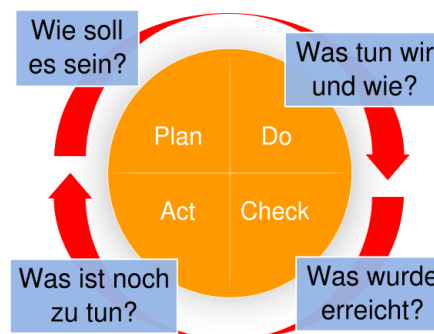 Wie soll
es sein?
Was tun wir
und wie?
Plan
Do
Act
Check
Was ist noch
zu tun?
Was wurde
erreicht?